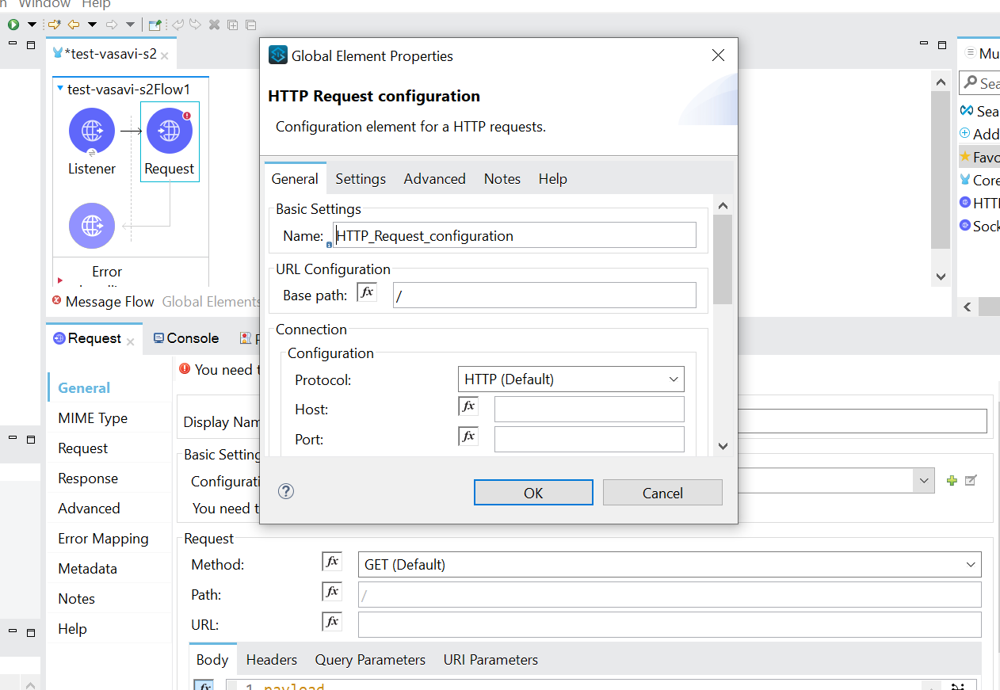 Window Help
*test-vasavi-s2
Global Element Properties
Mu
test-vasavi-s2Flow1
HTTP Request configuration
Configuration element for a HTTP requests.
Listener
Request
Add
General Settings Advanced Notes Help
Favo
Core
HTTP
Basic Settings
Name: HTTP_Request_configuration
Sock
URL Configuration
Base path: fx /
Error
Message Flow Global Elements
Connection
Configuration
Protocol: HTTP (Default)
Host: fx
Port: fx
OK Cancel
Request Console
You need t
General
MIME Type
Request
Response
Advanced
Error Mapping
Metadata
Notes
Help
Display Nam
Basic Setting
Configurati
You need t
Request
Method: fx GET (Default)
Path: fx /
URL: fx
Body Headers Query Parameters URI Parameters
fx 1 payload